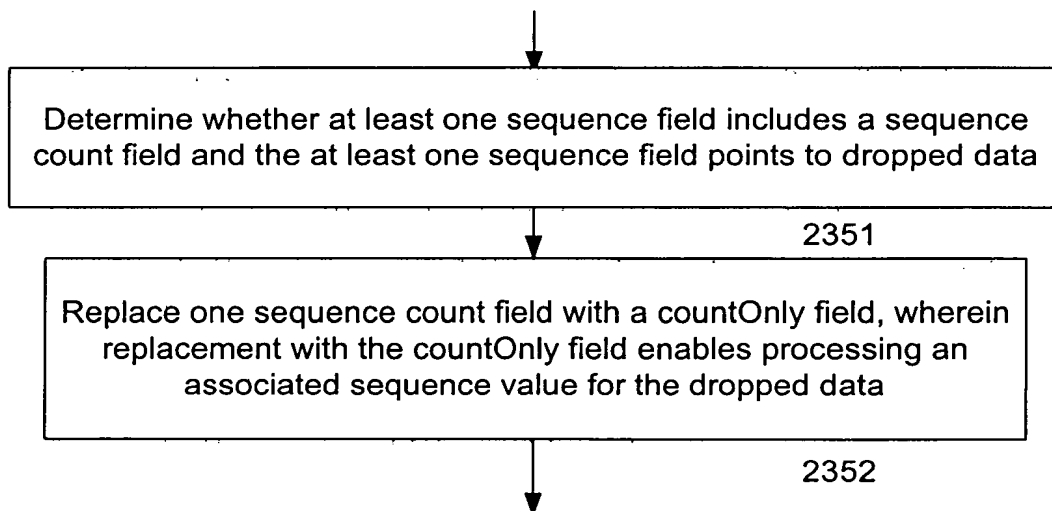 Determine whether at least one sequence field includes a sequence
count field and the at least one sequence field points to dropped data
2351
Replace one sequence count field with a countOnly field, wherein
replacement with the countOnly field enables processing an
associated sequence value for the dropped data
2352